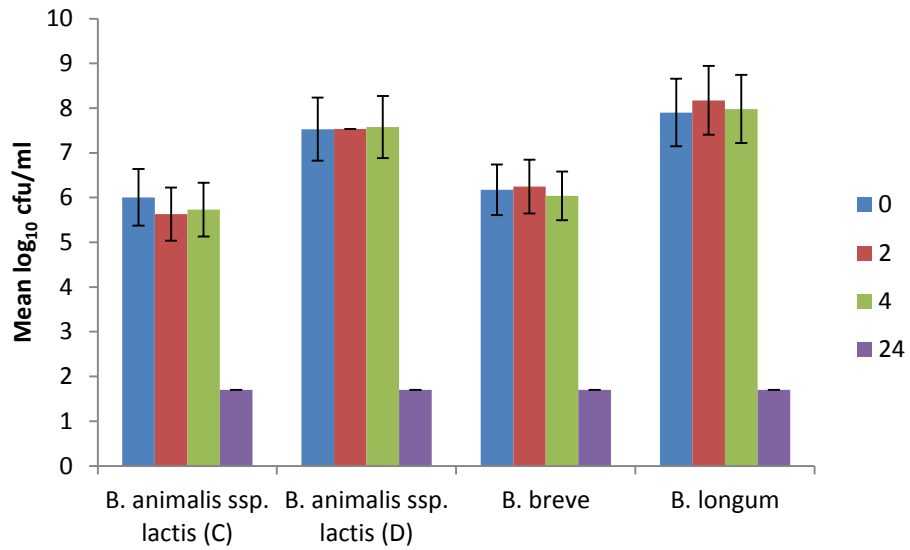 10
9
8
7
6
5
4
3
2
1
0
Mean log₁₀ cfu/ml
B. animalis ssp.
lactis (C)
B. animalis ssp.
lactis (D)
B. breve
B. longum
0
2
4
24